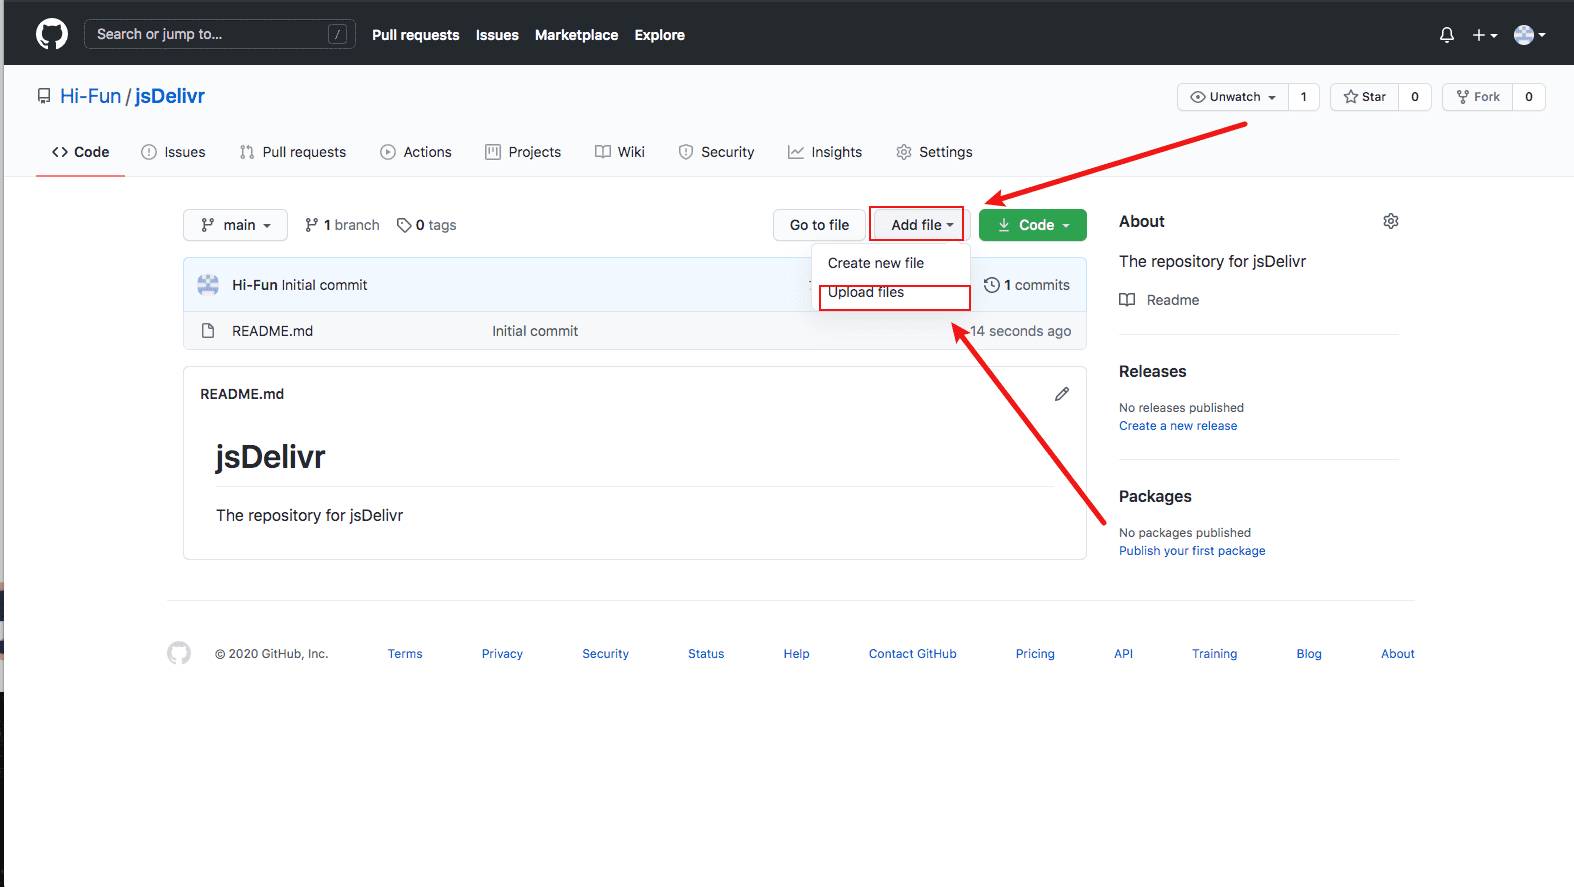 Search or jump to... / Pull requests Issues Marketplace Explore
Hi-Fun / jsDelivr Unwatch 1 Star 0 Fork 0
Code Issues Pull requests Actions Projects Wiki Security Insights Settings
main 1 branch 0 tags Go to file Add file Code
Create new file
Upload files
Hi-Fun Initial commit 1 commits
README.md Initial commit 14 seconds ago
README.md
jsDelivr
The repository for jsDelivr
About
The repository for jsDelivr
Readme
Releases
No releases published
Create a new release
Packages
No packages published
Publish your first package
© 2020 GitHub, Inc. Terms Privacy Security Status Help Contact GitHub Pricing API Training Blog About